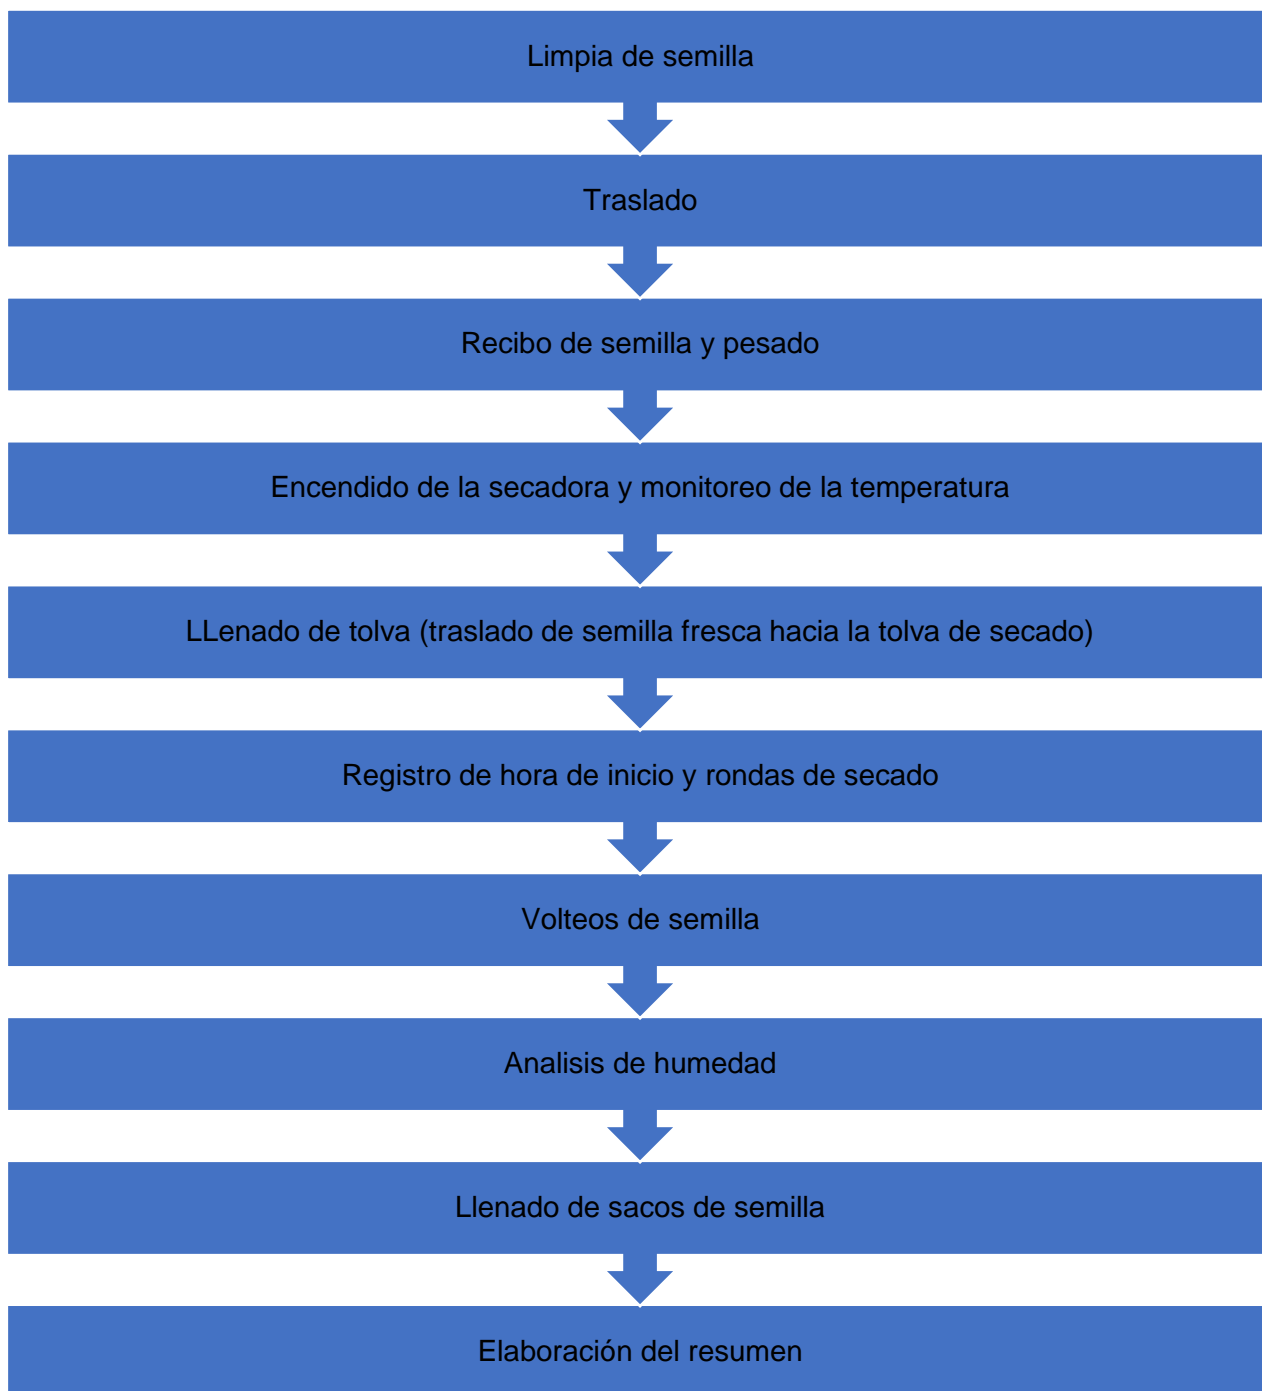 Limpia de semilla
Traslado
Recibo de semilla y pesado
Encendido de la secadora y monitoreo de la temperatura
LLenado de tolva (traslado de semilla fresca hacia la tolva de secado)
Registro de hora de inicio y rondas de secado
Volteos de semilla
Analisis de humedad
Llenado de sacos de semilla
Elaboración del resumen